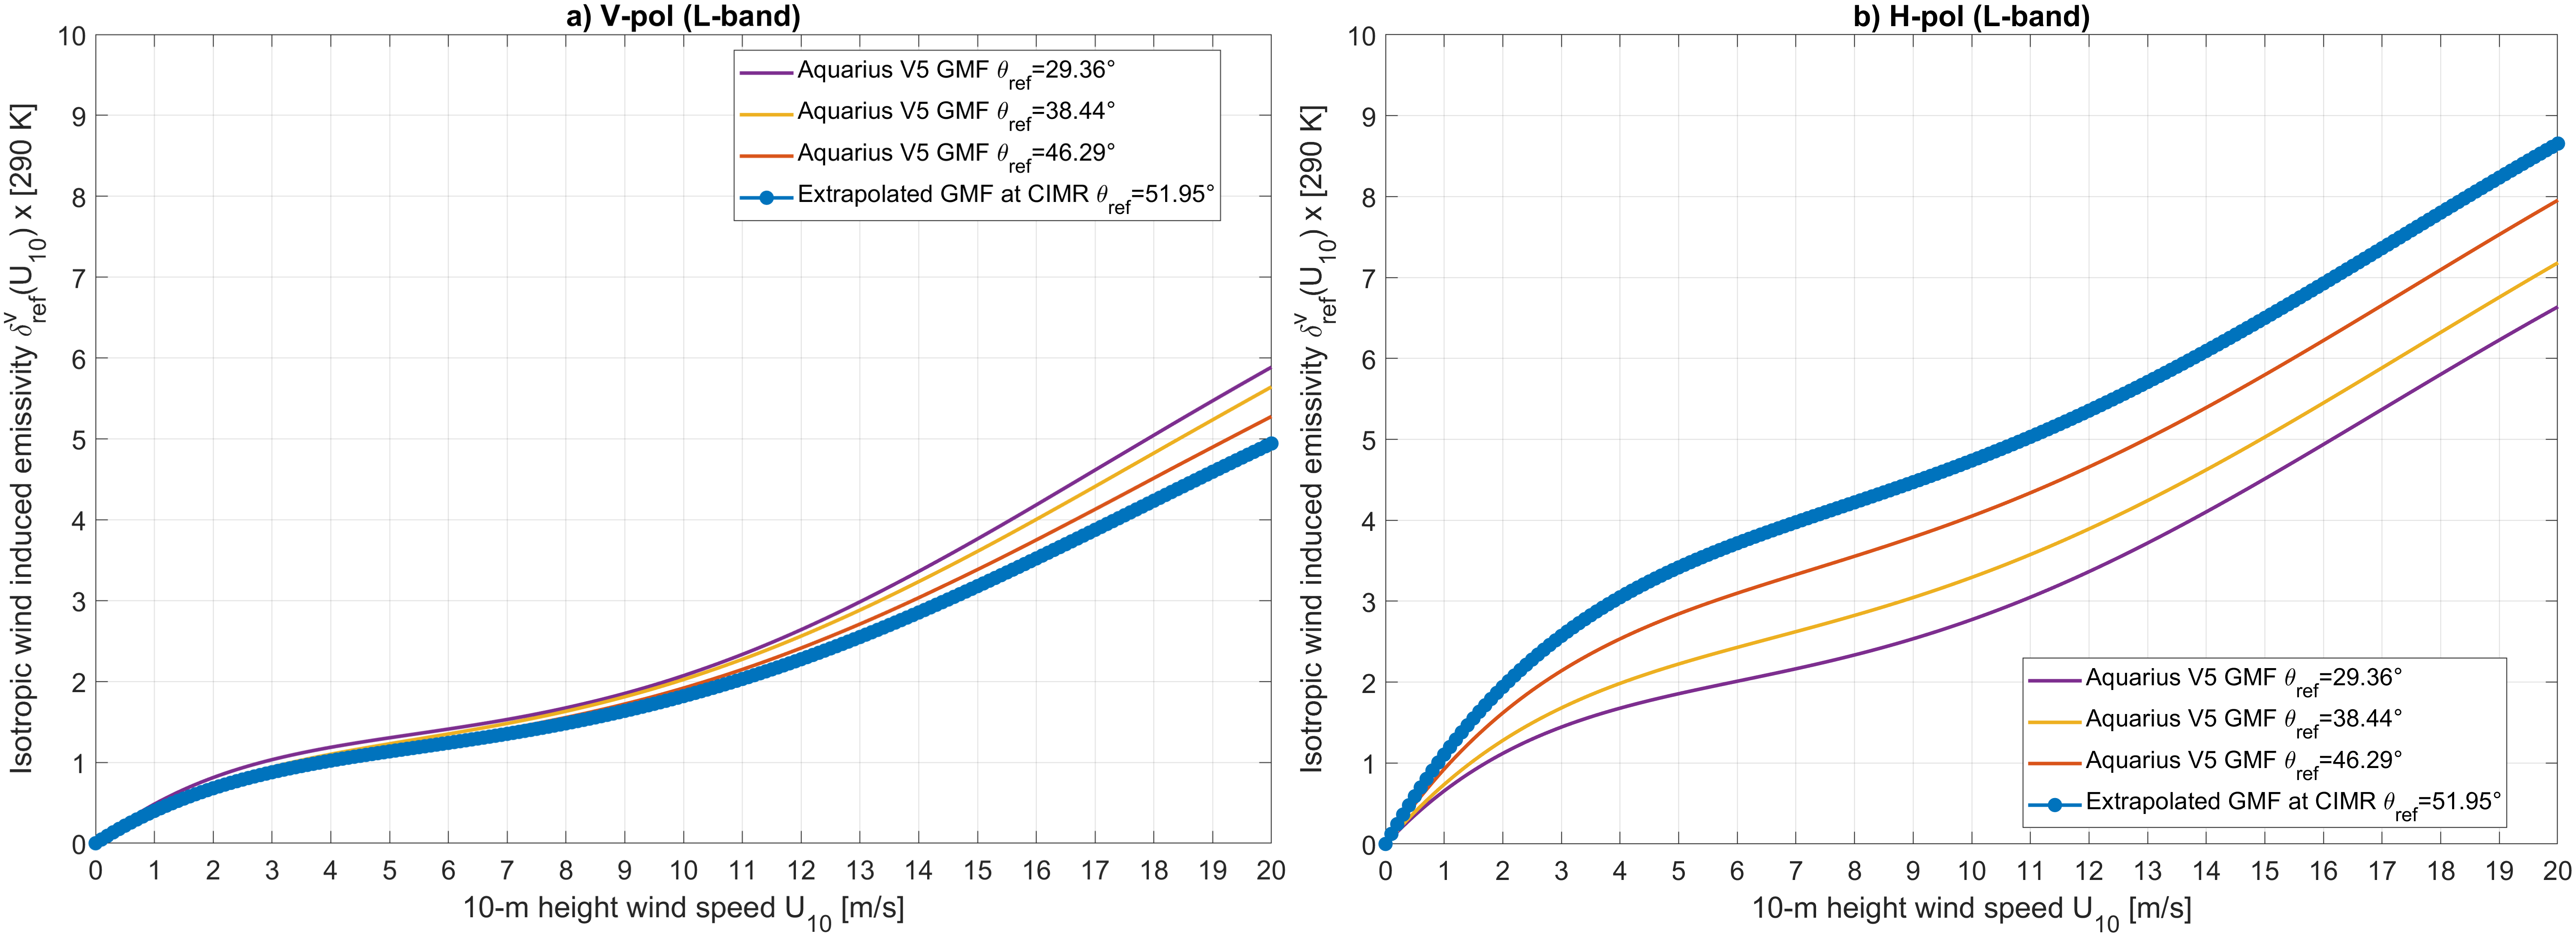 a) V-pol (L-band)
Isotropic wind induced emissivity δ^v_ref(U_10) x [290 K]
10
9
8
7
6
5
4
3
2
1
0
Aquarius V5 GMF θ_ref=29.36°
Aquarius V5 GMF θ_ref=38.44°
Aquarius V5 GMF θ_ref=46.29°
Extrapolated GMF at CIMR θ_ref=51.95°
0 1 2 3 4 5 6 7 8 9 10 11 12 13 14 15 16 17 18 19 20
10-m height wind speed U_10 [m/s]
b) H-pol (L-band)
Isotropic wind induced emissivity δ^v_ref(U_10) x [290 K]
10
9
8
7
6
5
4
3
2
1
0
Aquarius V5 GMF θ_ref=29.36°
Aquarius V5 GMF θ_ref=38.44°
Aquarius V5 GMF θ_ref=46.29°
Extrapolated GMF at CIMR θ_ref=51.95°
0 1 2 3 4 5 6 7 8 9 10 11 12 13 14 15 16 17 18 19 20
10-m height wind speed U_10 [m/s]